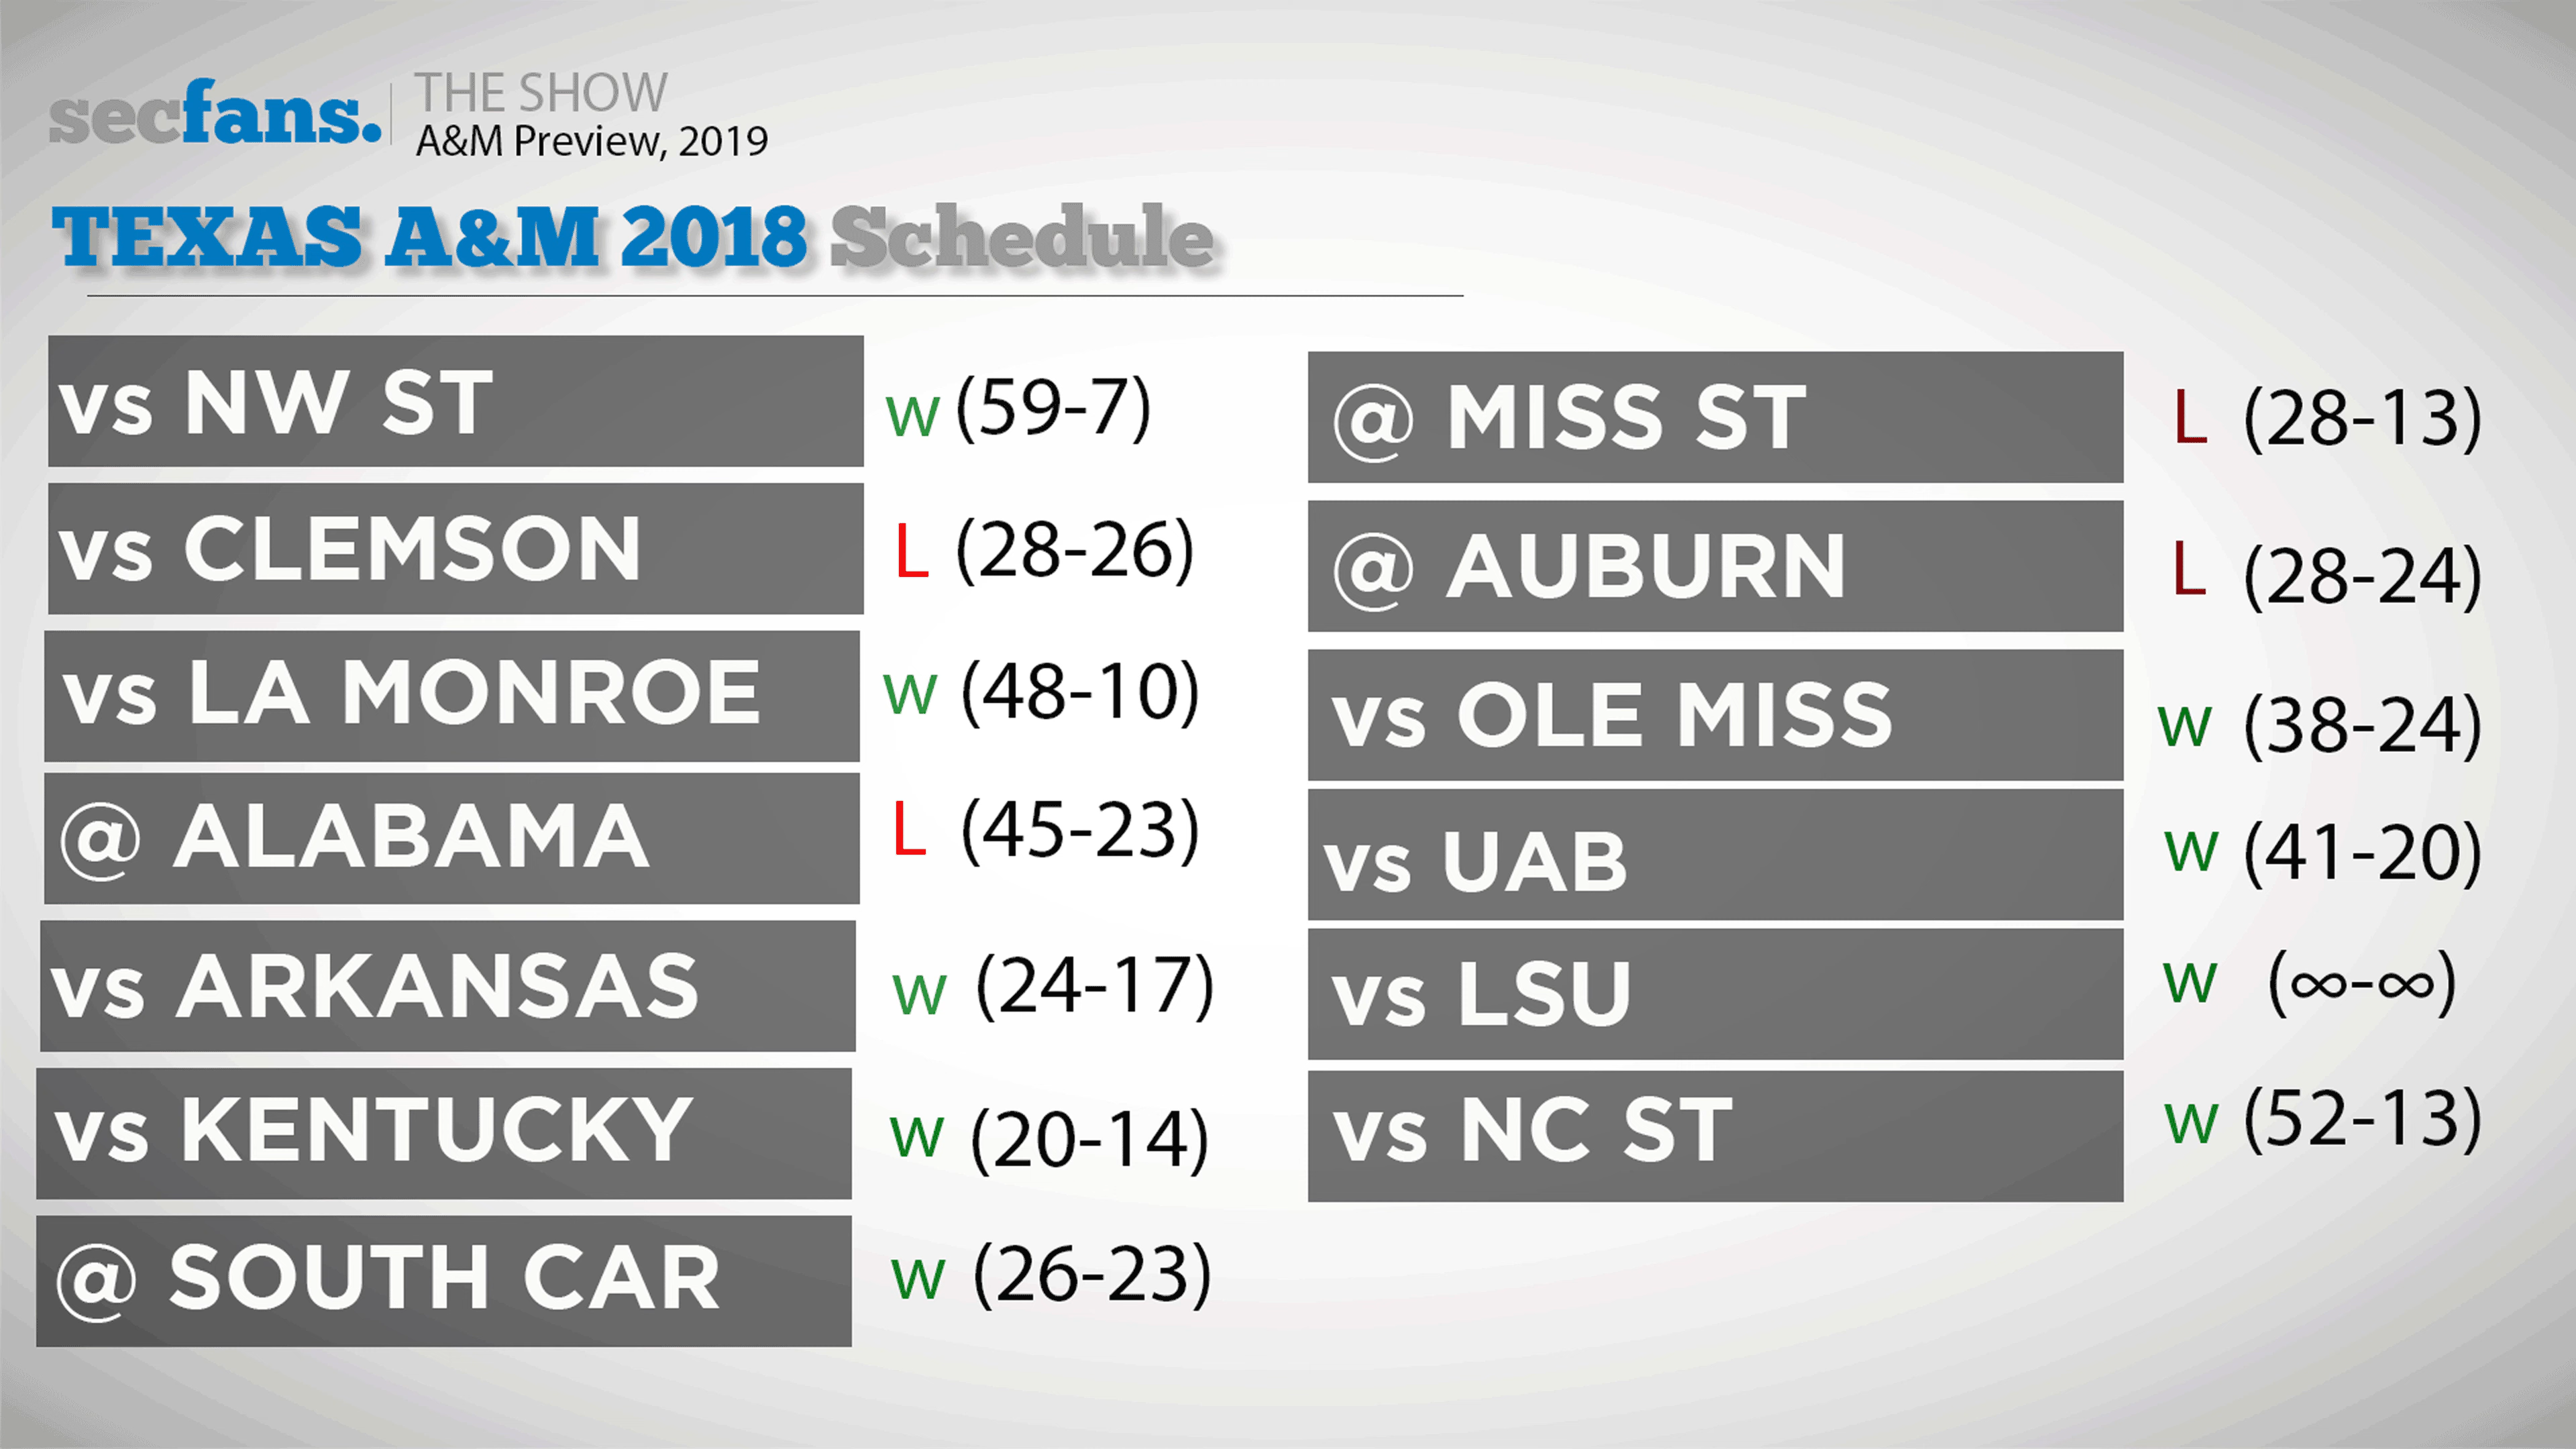 secfans.
THE SHOW
A&M Preview, 2019
TEXAS A&M 2018 Schedule
vs NW ST W (59-7)
vs CLEMSON L (28-26)
vs LA MONROE W (48-10)
@ ALABAMA L (45-23)
vs ARKANSAS W (24-17)
vs KENTUCKY W (20-14)
@ SOUTH CAR W (26-23)
@ MISS ST L (28-13)
@ AUBURN L (28-24)
vs OLE MISS W (38-24)
vs UAB W (41-20)
vs LSU W (∞-∞)
vs NC ST W (52-13)